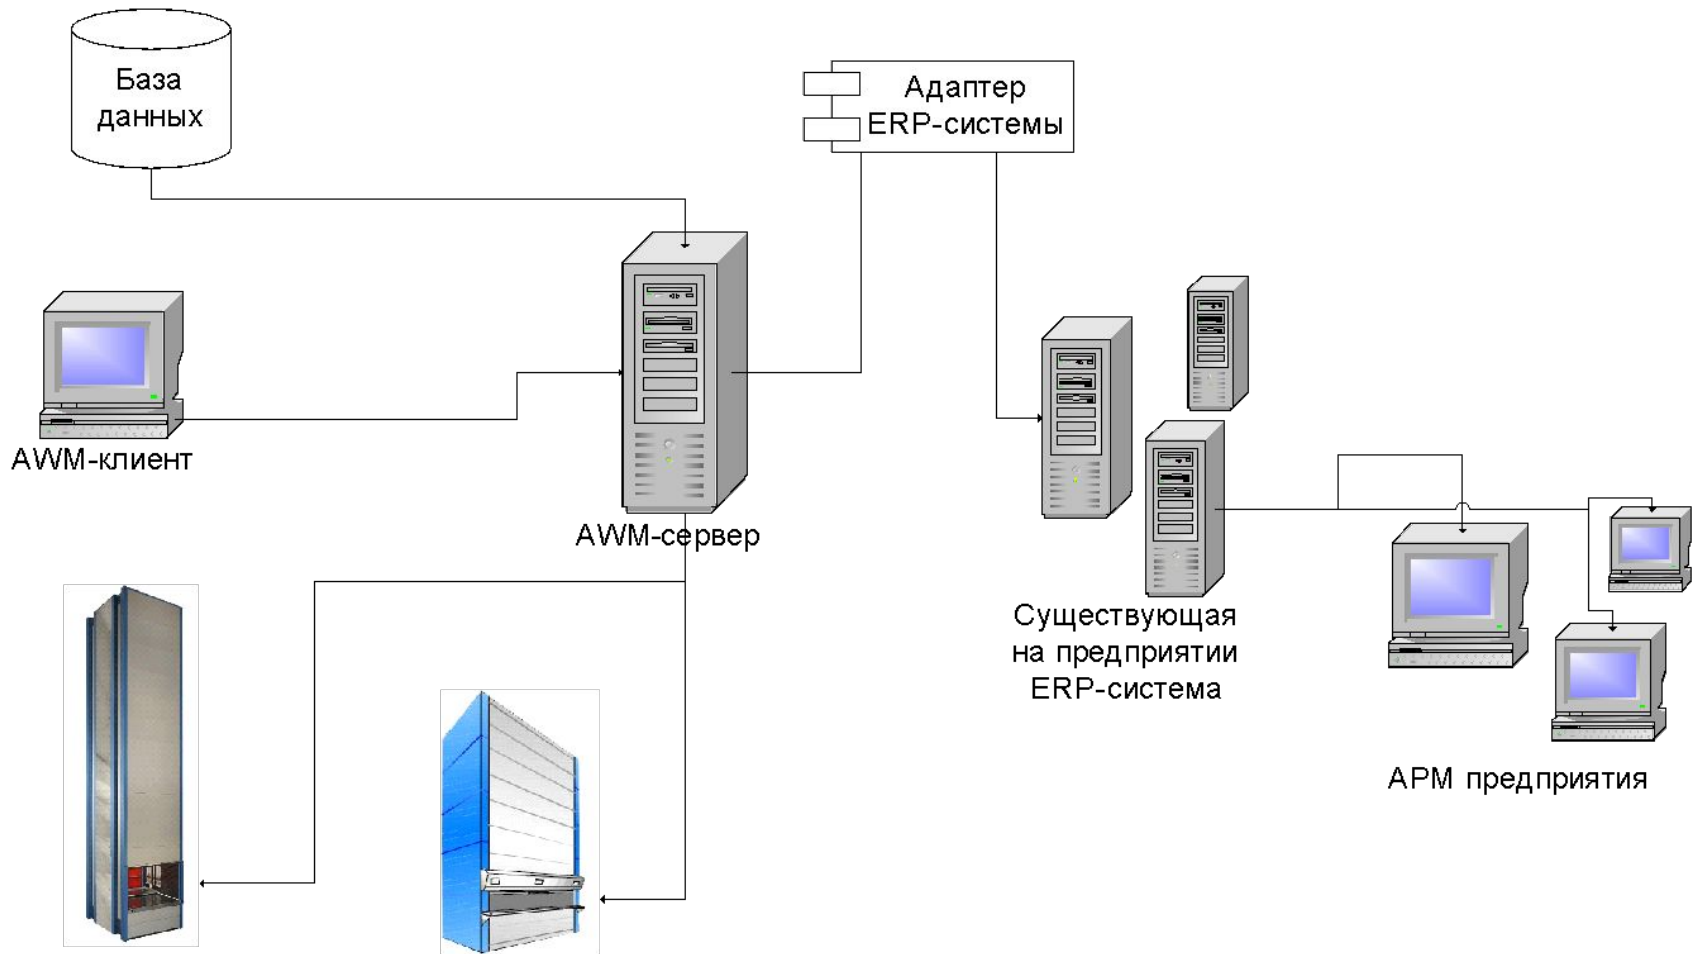 База
данных
Адаптер
ERP-системы
AWM-клиент
AWM-сервер
Существующая
на предприятии
ERP-система
АРМ предприятия